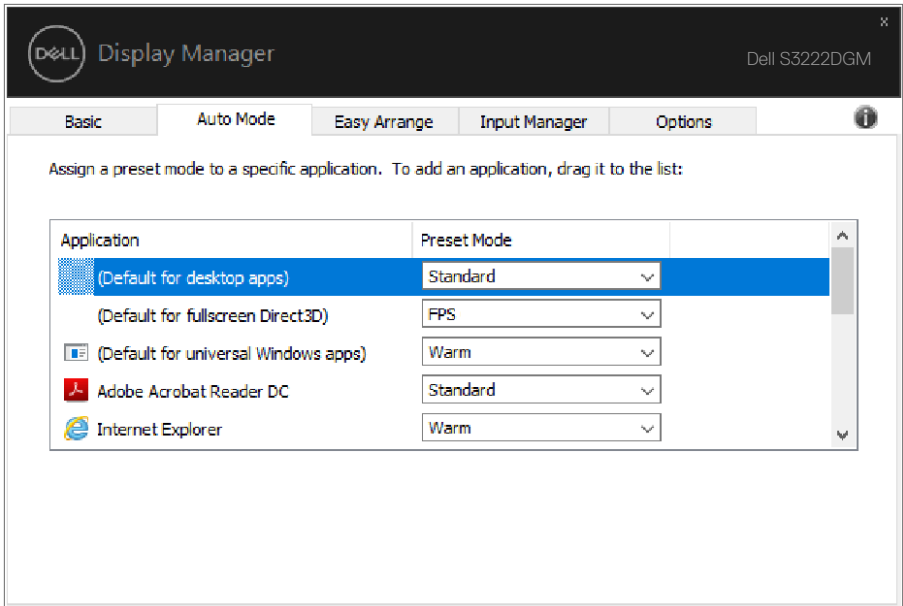 x
DELL
Display Manager
Dell S3222DGM
Basic Auto Mode Easy Arrange Input Manager Options
Assign a preset mode to a specific application. To add an application, drag it to the list:
Application Preset Mode
(Default for desktop apps) Standard
(Default for fullscreen Direct3D) FPS
(Default for universal Windows apps) Warm
Adobe Acrobat Reader DC Standard
Internet Explorer Warm